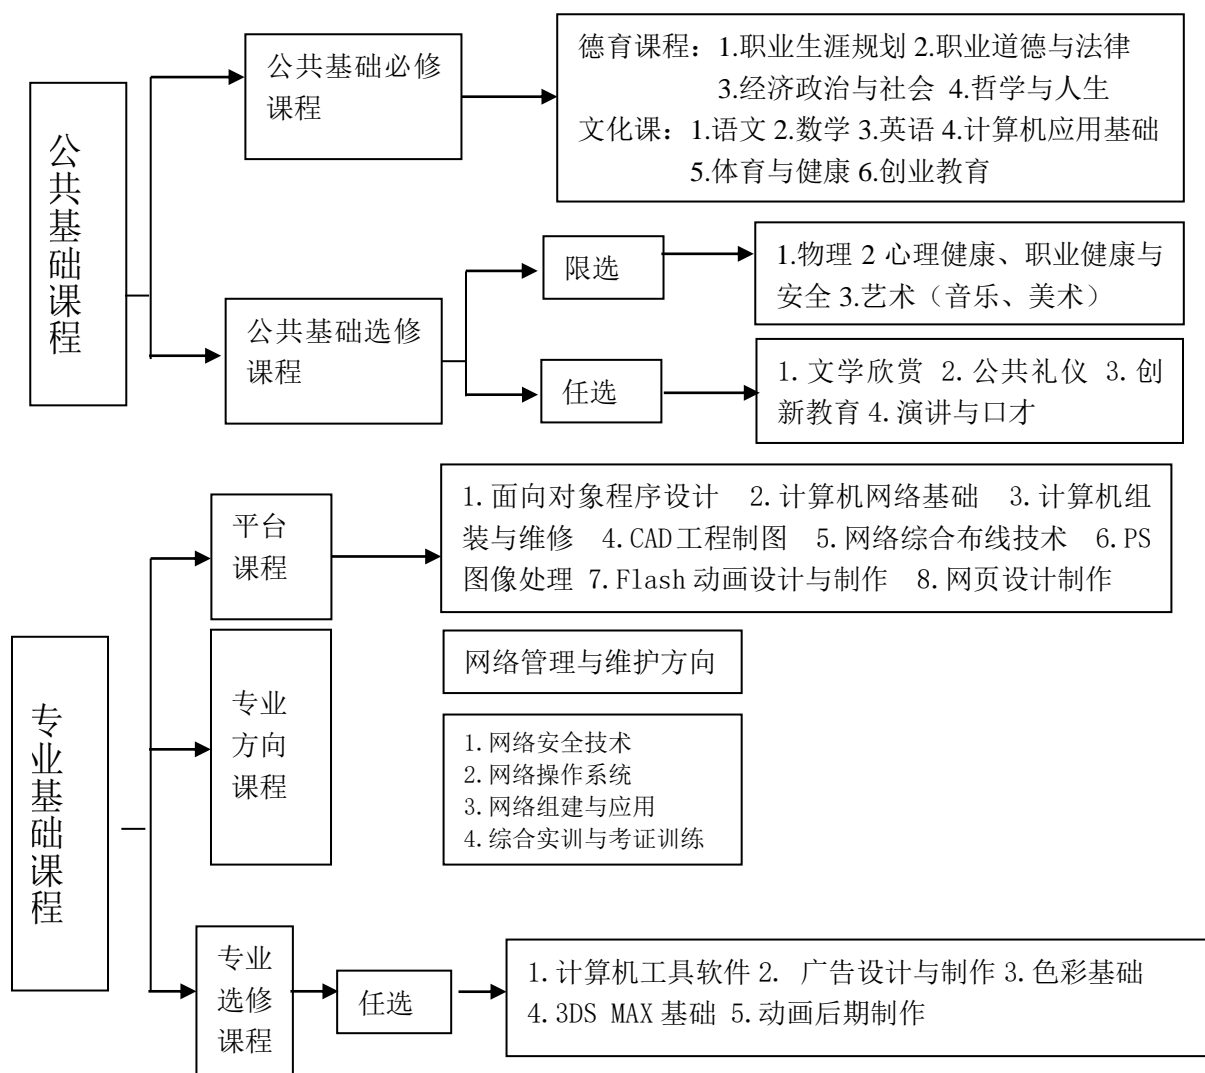 公共基础课程
公共基础必修
课程
德育课程：1.职业生涯规划 2.职业道德与法律
3.经济政治与社会 4.哲学与人生
文化课：1.语文 2.数学 3.英语 4.计算机应用基础
5.体育与健康 6.创业教育
公共基础选修
课程
限选
1.物理 2 心理健康、职业健康与
安全 3.艺术（音乐、美术）
任选
1.文学欣赏 2.公共礼仪 3.创
新教育 4.演讲与口才
专业基础课程
平台
课程
1.面向对象程序设计 2.计算机网络基础 3.计算机组
装与维修 4.CAD工程制图 5.网络综合布线技术 6.PS
图像处理 7.Flash 动画设计与制作 8.网页设计制作
专业
方向
课程
网络管理与维护方向
1.网络安全技术
2.网络操作系统
3.网络组建与应用
4.综合实训与考证训练
专业
选修
课程
任选
1.计算机工具软件 2. 广告设计与制作 3.色彩基础
4.3DS MAX 基础 5.动画后期制作